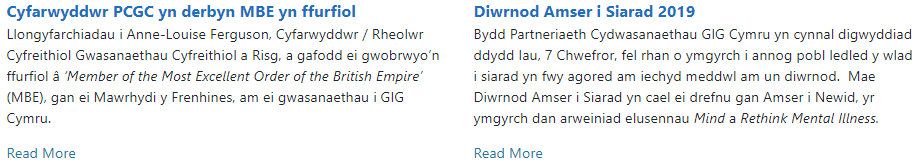 Cyfarwyddwr PCGC yn derbyn MBE yn ffurfiol
Llongyfarchiadau i Anne-Louise Ferguson, Cyfarwyddwr / Rheolwr
Cyfreithiol Gwasanaethau Cyfreithiol a Risg, a gafodd ei gwobrwyo’n
ffurfiol â ‘Member of the Most Excellent Order of the British Empire’
(MBE), gan ei Mawrhydi y Frenhines, am ei gwasanaethau i GIG
Cymru.
Read More
Diwrnod Amser i Siarad 2019
Bydd Partneriaeth Cydwasanaethau GIG Cymru yn cynnal digwyddiad
ddydd Iau, 7 Chwefror, fel rhan o ymgyrch i annog pobl ledled y wlad
i siarad yn fwy agored am iechyd meddwl am un diwrnod. Mae
Diwrnod Amser i Siarad yn cael ei drefnu gan Amser i Newid, yr
ymgyrch dan arweiniad elusennau Mind a Rethink Mental Illness.
Read More